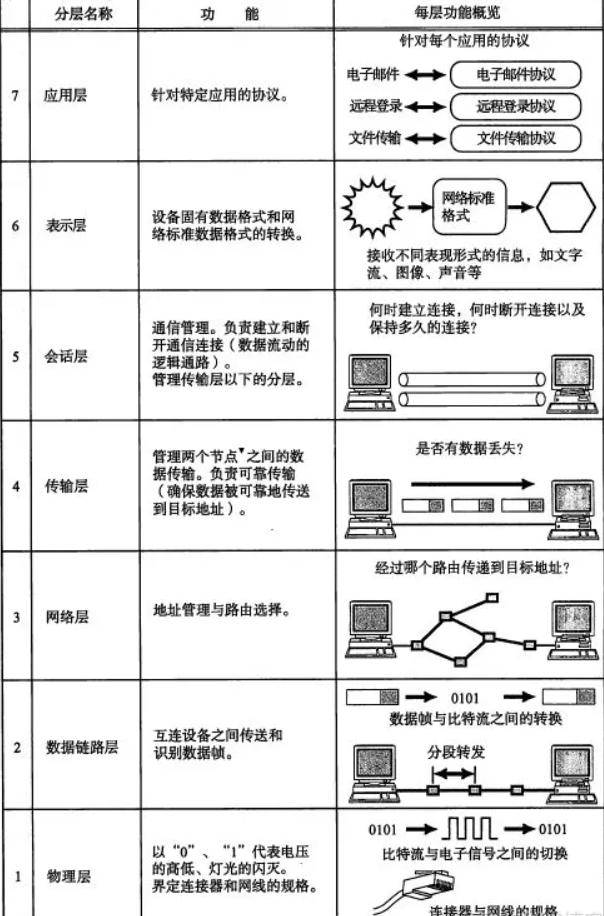 分层名称
功 能
每层功能概览
7
应用层
针对特定应用的协议。
针对每个应用的协议
电子邮件
电子邮件协议
远程登录
远程登录协议
文件传输
文件传输协议
6
表示层
设备固有数据格式和网
络标准数据格式的转换。
网络标准
格式
接收不同表现形式的信息，如文字
流、图像、声音等
5
会话层
通信管理。负责建立和断
开通信连接（数据流动的
逻辑通路）。
管理传输层以下的分层。
何时建立连接，何时断开连接以及
保持多久的连接？
4
传输层
管理两个节点▼之间的数
据传输。负责可靠传输
（确保数据被可靠地传送
到目标地址）。
是否有数据丢失？
3
网络层
地址管理与路由选择。
经过哪个路由传递到目标地址？
2
数据链路层
互连设备之间传送和
识别数据帧。
0101
数据帧与比特流之间的转换
分段转发
1
物理层
以“0”、“1”代表电压
的高低、灯光的闪灭。
界定连接器和网线的规格。
0101
0101
比特流与电子信号之间的切换
连接器与网线的规格